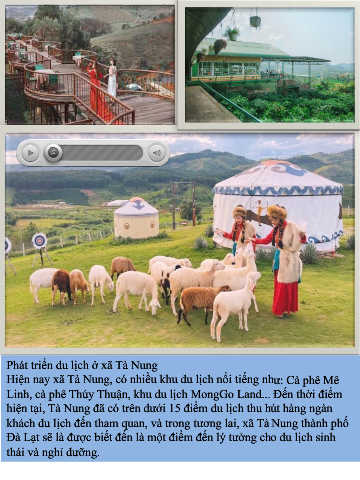 Phát triển du lịch ở xã Tà Nung
Hiện nay xã Tà Nung, có nhiều khu du lịch nổi tiếng như: Cà phê Mê
Linh, cà phê Thủy Thuận, khu du lịch MongGo Land... Đến thời điểm
hiện tại, Tà Nung đã có trên dưới 15 điểm du lịch thu hút hàng ngàn
khách du lịch đến tham quan, và trong tương lai, xã Tà Nung thành phố
Đà Lạt sẽ là được biết đến là một điểm đến lý tưởng cho du lịch sinh
thái và nghỉ dưỡng.